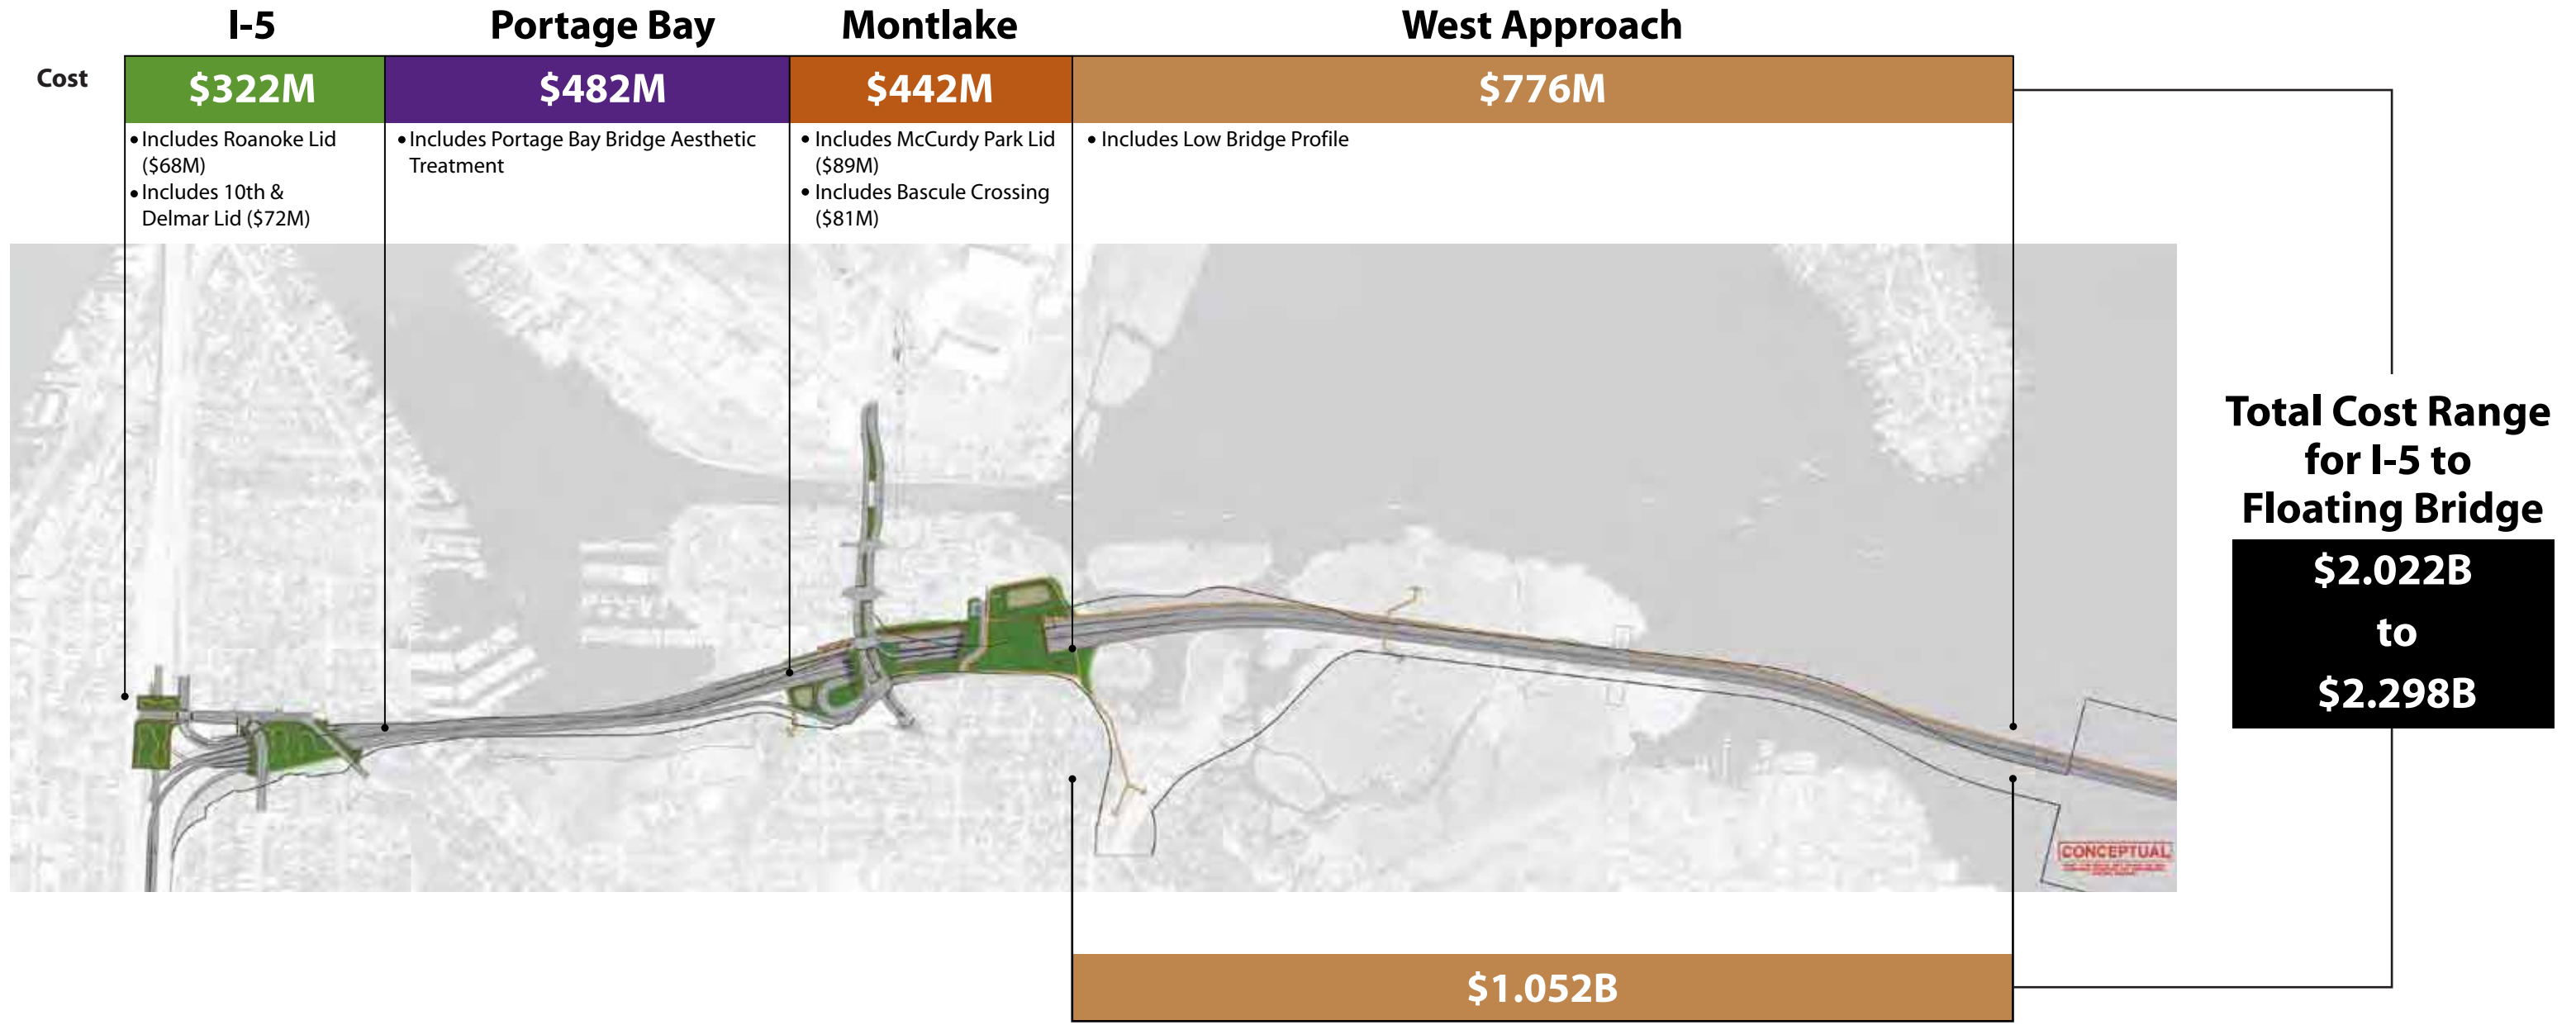 I-5
Portage Bay
Montlake
West Approach
Cost
$322M
$482M
$442M
$776M
• Includes Roanoke Lid
($68M)
• Includes 10th &
Delmar Lid ($72M)
• Includes Portage Bay Bridge Aesthetic
Treatment
• Includes McCurdy Park Lid
($89M)
• Includes Bascule Crossing
($81M)
• Includes Low Bridge Profile
Total Cost Range
for I-5 to
Floating Bridge
$2.022B
to
$2.298B
CONCEPTUAL
$1.052B